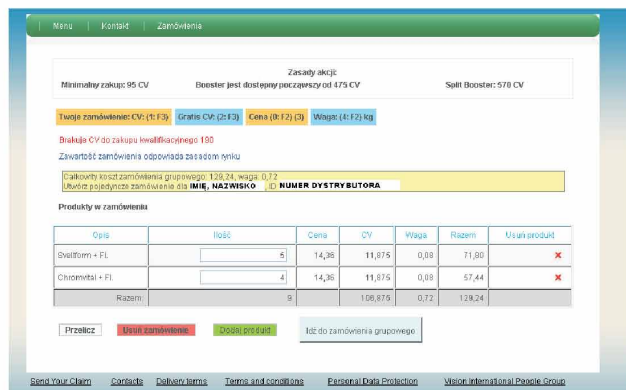 Menu | Kontakt | Zamówienia
Zasady akcji:
Minimalny zakup: 95 CV Booster jest dostępny począwszy od 475 CV Split Booster: 570 CV
Twoje zamówienie: CV: (1: F3) Gratis CV: (2: F3) Cena (0: F2) (3) Waga: (4: F2) kg
Brakuje CV do zakupu kwalifikacyjnego 190
Zawartość zamówienia odpowiada zasadom rynku
Całkowity koszt zamówienia grupowego: 129,24, waga: 0,72
Utwórz pojedyncze zamówienie dla IMIĘ, NAZWISKO , ID NUMER DYSTRYBUTORA
Produkty w zamówieniu
Opis Ilość Cena CV Waga Razem Usuń produkt
Svellform + Fl. 5 14,36 11,875 0,08 71,80
Chromvital + Fl. 4 14,36 11,875 0,08 57,44
Razem: 9 106,875 0,72 129,24
Przelicz Usuń zamówienie Dodaj produkt Idź do zamówienia grupowego
Send Your Claim Contacts Delivery terms Terms and conditions Personal Data Protection Vision International People Group